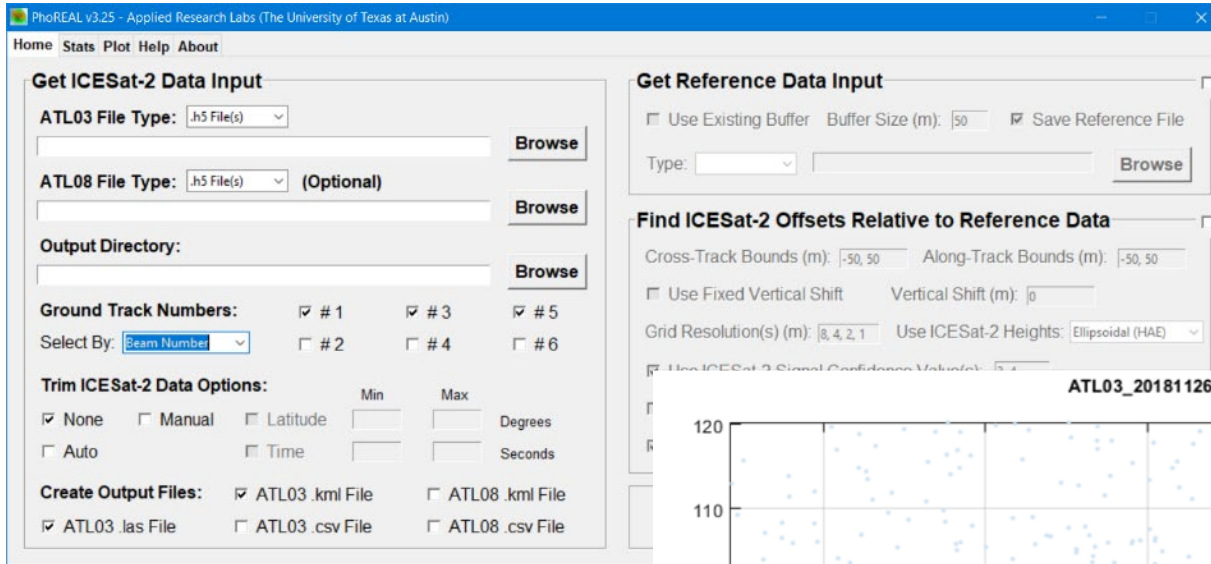 PhoREAL v3.25 - Applied Research Labs (The University of Texas at Austin)
Home Stats Plot Help About
Get ICESat-2 Data Input
ATL03 File Type: .h5 File(s)
Browse
ATL08 File Type: .h5 File(s) (Optional)
Browse
Output Directory:
Browse
Ground Track Numbers: # 1 # 3 # 5
Select By: Beam Number # 2 # 4 # 6
Trim ICESat-2 Data Options: Min Max
None Manual Latitude Degrees
Auto Time Seconds
Create Output Files: ATL03 .kml File ATL08 .kml File
ATL03 .las File ATL03 .csv File ATL08 .csv File
Get Reference Data Input
Use Existing Buffer Buffer Size (m): 50 Save Reference File
Type: Browse
Find ICESat-2 Offsets Relative to Reference Data
Cross-Track Bounds (m): -50, 50 Along-Track Bounds (m): -50, 50
Use Fixed Vertical Shift Vertical Shift (m): 0
Grid Resolution(s) (m): 8, 4, 2, 1 Use ICESat-2 Heights: Ellipsoidal (HAE)
Use ICESat-2 Signal Confidence Value(s):
ATL03_20181126
120
110